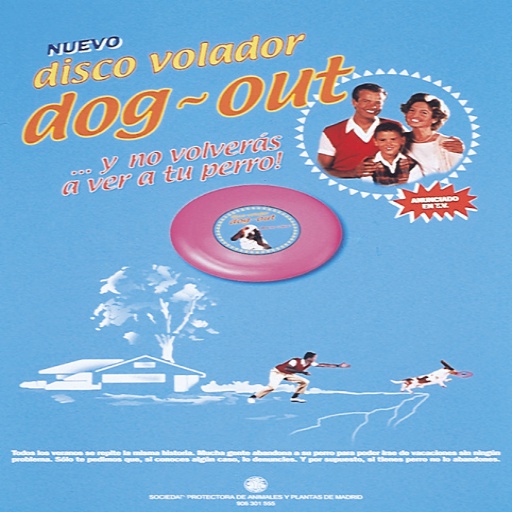 NUEVO
disco volador
dog~out
... y no volverás
a ver a tu perro!
ANUNCIADO
EN T.V.
dog-out
Todos los veranos se repite la misma historia. Mucha gente abandona a su perro para poder irse de vacaciones sin ningún
problema. Sólo te pedimos que, si conoces algún caso, lo denuncies. Y por supuesto, si tienes perro no lo abandones.
SOCIEDAD PROTECTORA DE ANIMALES Y PLANTAS DE MADRID
906 301 565